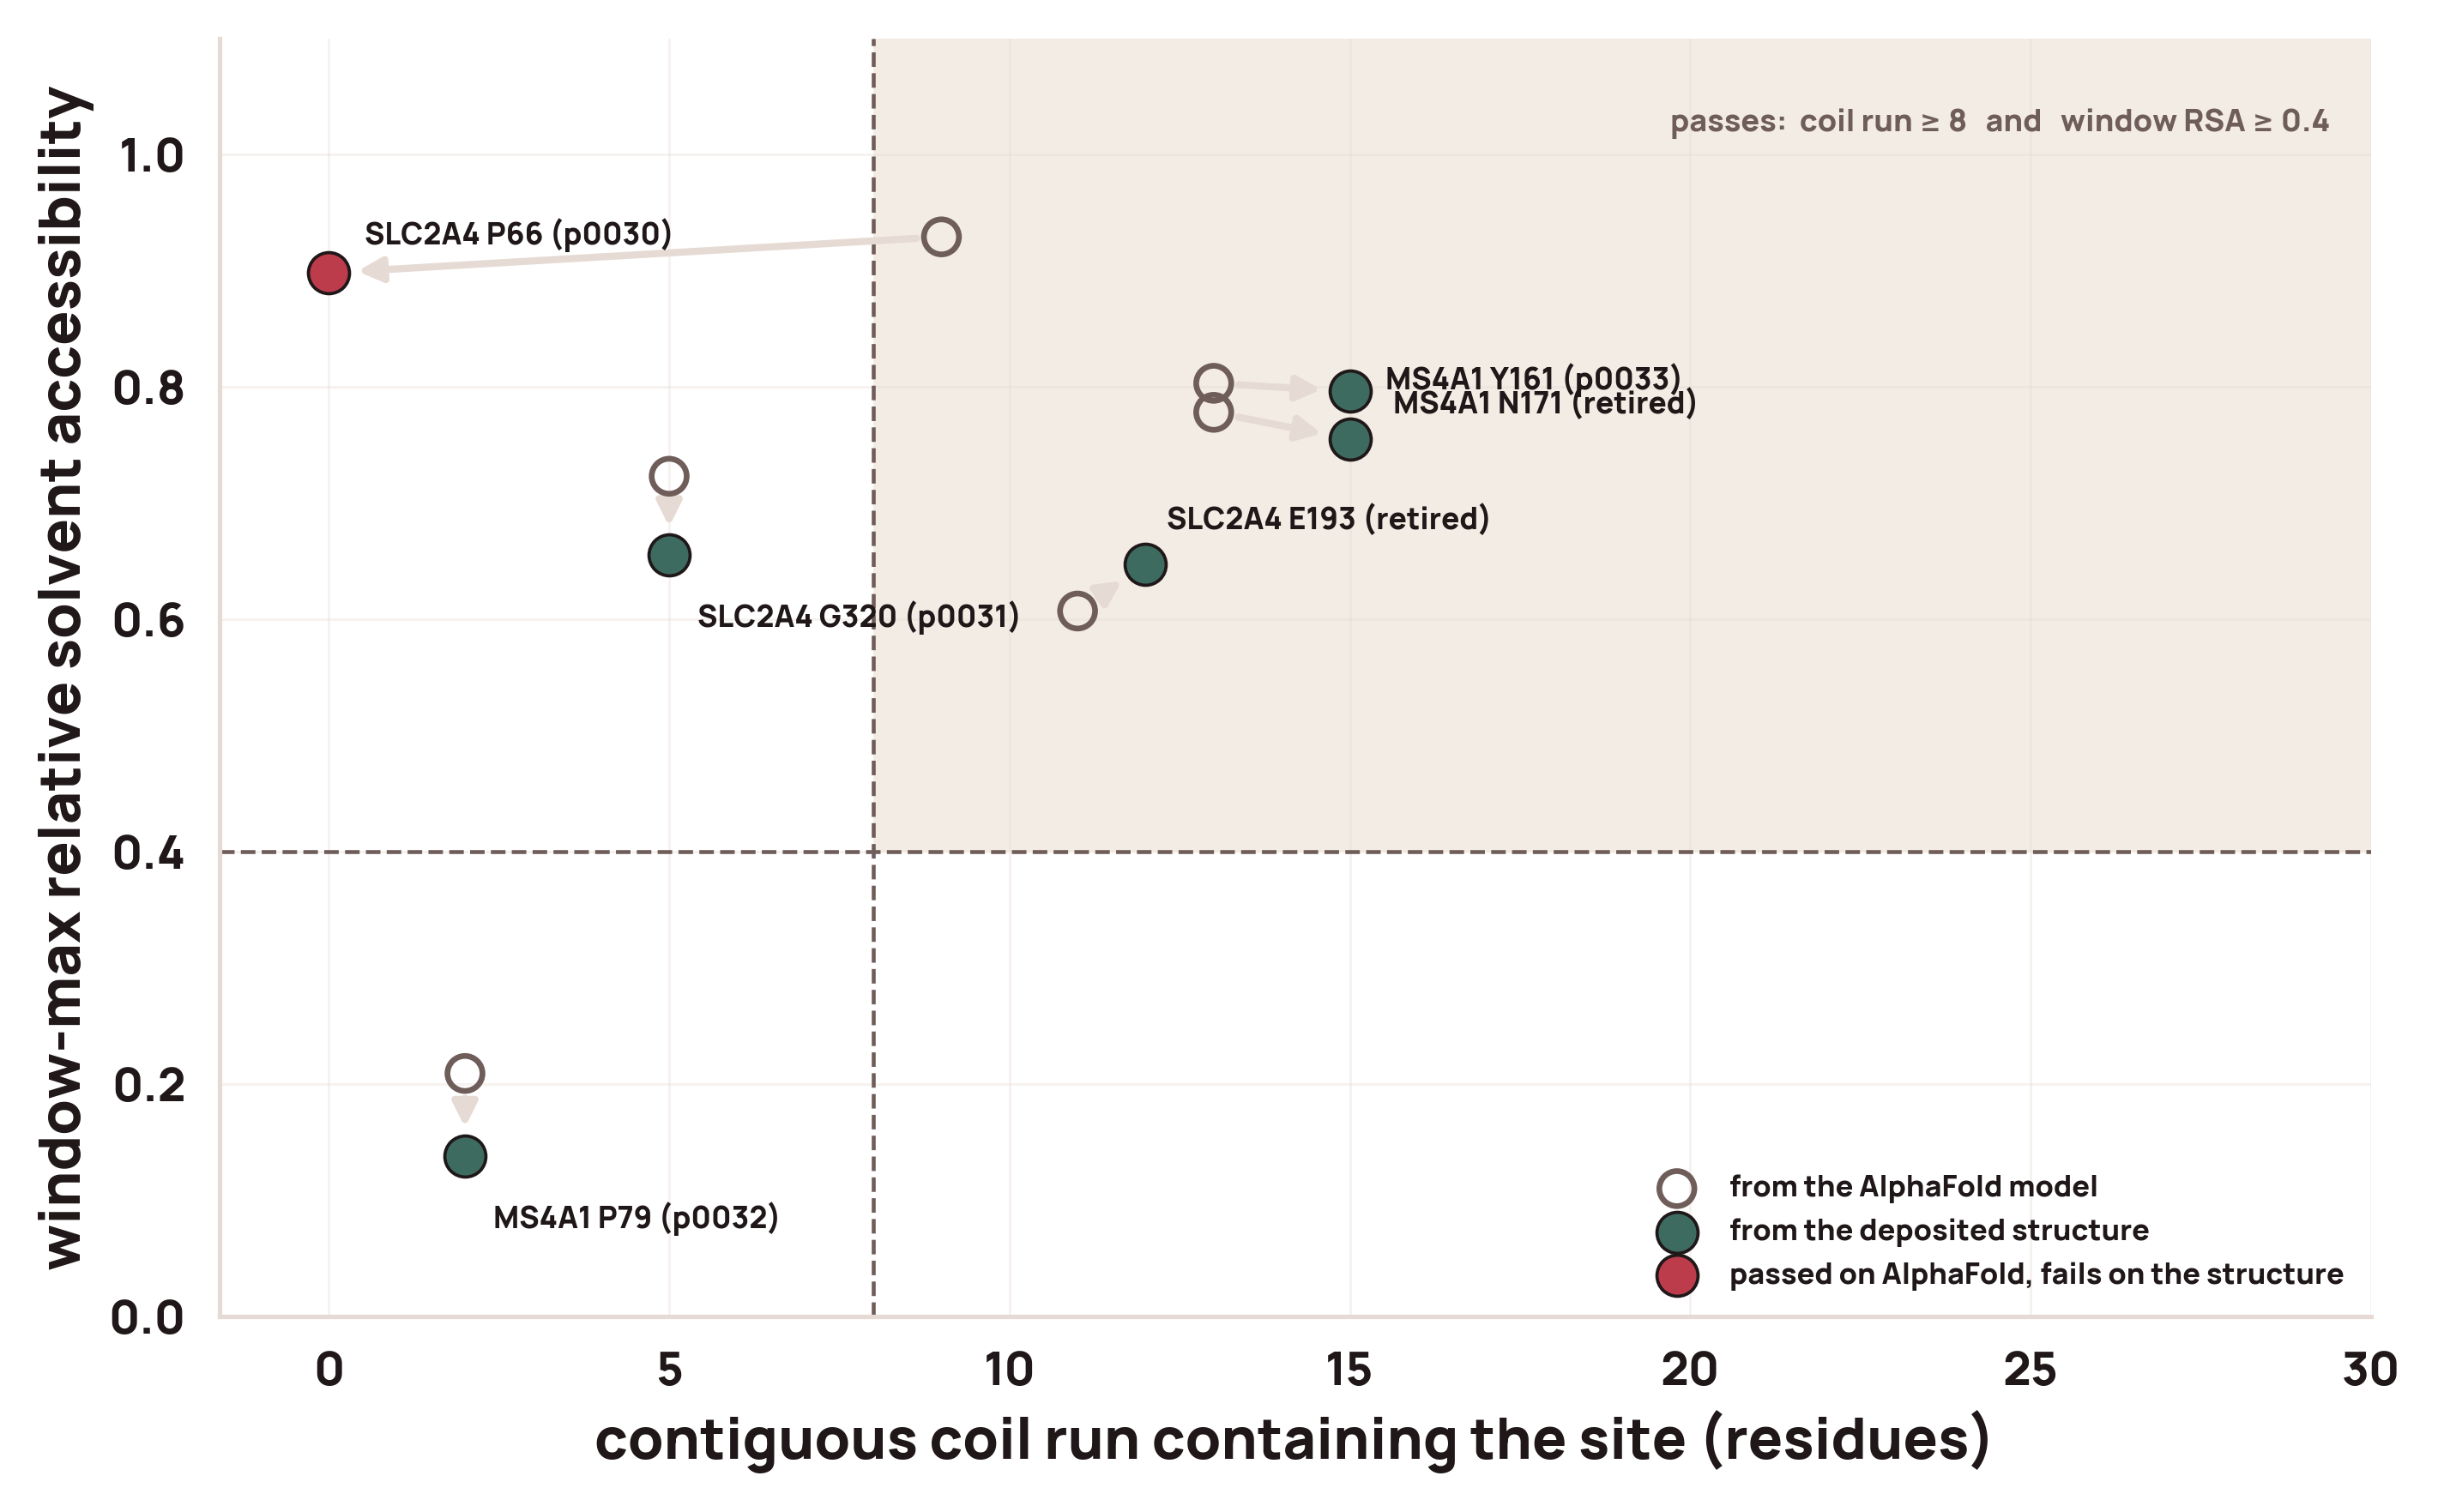 window-max relative solvent accessibility
1.0
0.8
0.6
0.4
0.2
0.0
passes: coil run ≥ 8 and window RSA ≥ 0.4
SLC2A4 P66 (p0030)
MS4A1 Y161 (p0033)
MS4A1 N171 (retired)
SLC2A4 E193 (retired)
SLC2A4 G320 (p0031)
MS4A1 P79 (p0032)
from the AlphaFold model
from the deposited structure
passed on AlphaFold, fails on the structure
0 5 10 15 20 25 30
contiguous coil run containing the site (residues)